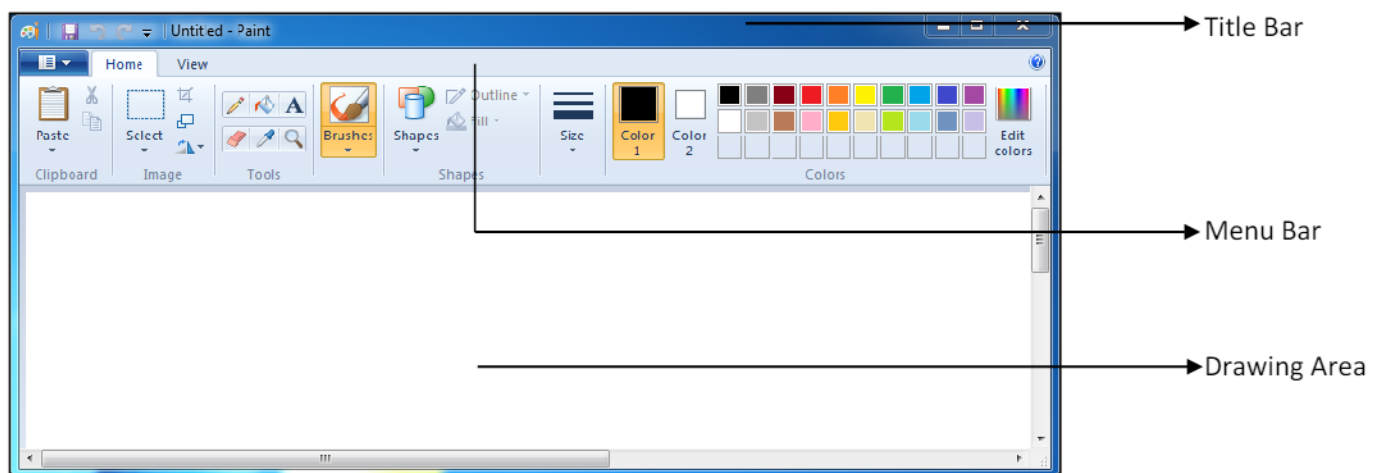 Untitled - Paint
Title Bar
Home View
Outline
Fill
Paste
Select
Brushes
Shapes
Size
Color 1
Color 2
Edit colors
Clipboard
Image
Tools
Shapes
Colors
Menu Bar
Drawing Area